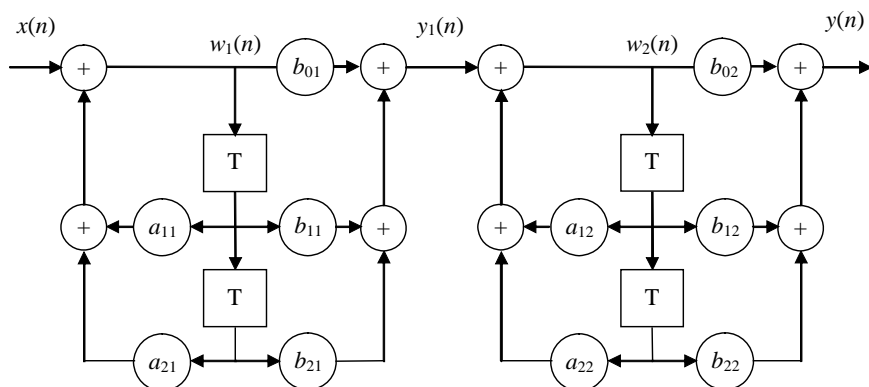 x(n) w₁(n) y₁(n) w₂(n) y(n)
+ b₀₁ + + b₀₂ +
T T
+ a₁₁ b₁₁ + + a₁₂ b₁₂ +
T T
a₂₁ b₂₁ a₂₂ b₂₂